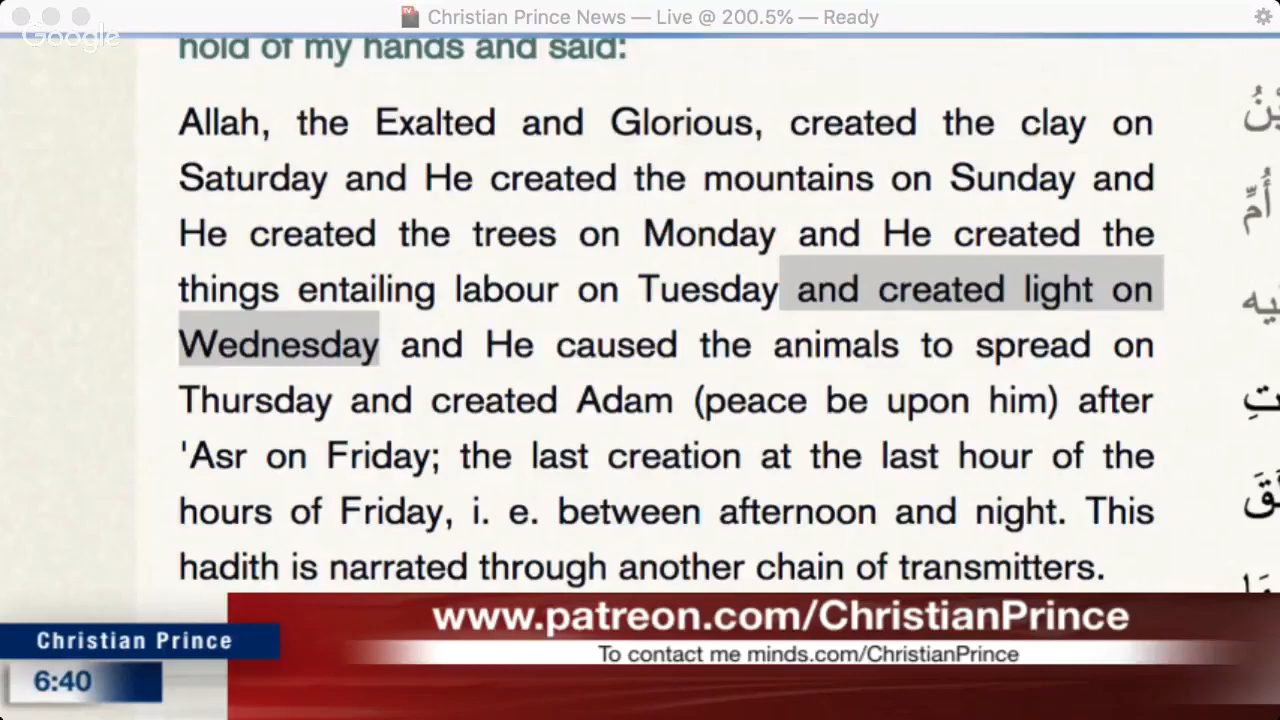 Christian Prince News — Live @ 200.5% — Ready
Google
hold of my hands and said:
Allah, the Exalted and Glorious, created the clay on
Saturday and He created the mountains on Sunday and
He created the trees on Monday and He created the
things entailing labour on Tuesday and created light on
Wednesday and He caused the animals to spread on
Thursday and created Adam (peace be upon him) after
'Asr on Friday; the last creation at the last hour of the
hours of Friday, i. e. between afternoon and night. This
hadith is narrated through another chain of transmitters.
www.patreon.com/ChristianPrince
To contact me minds.com/ChristianPrince
Christian Prince
6:40